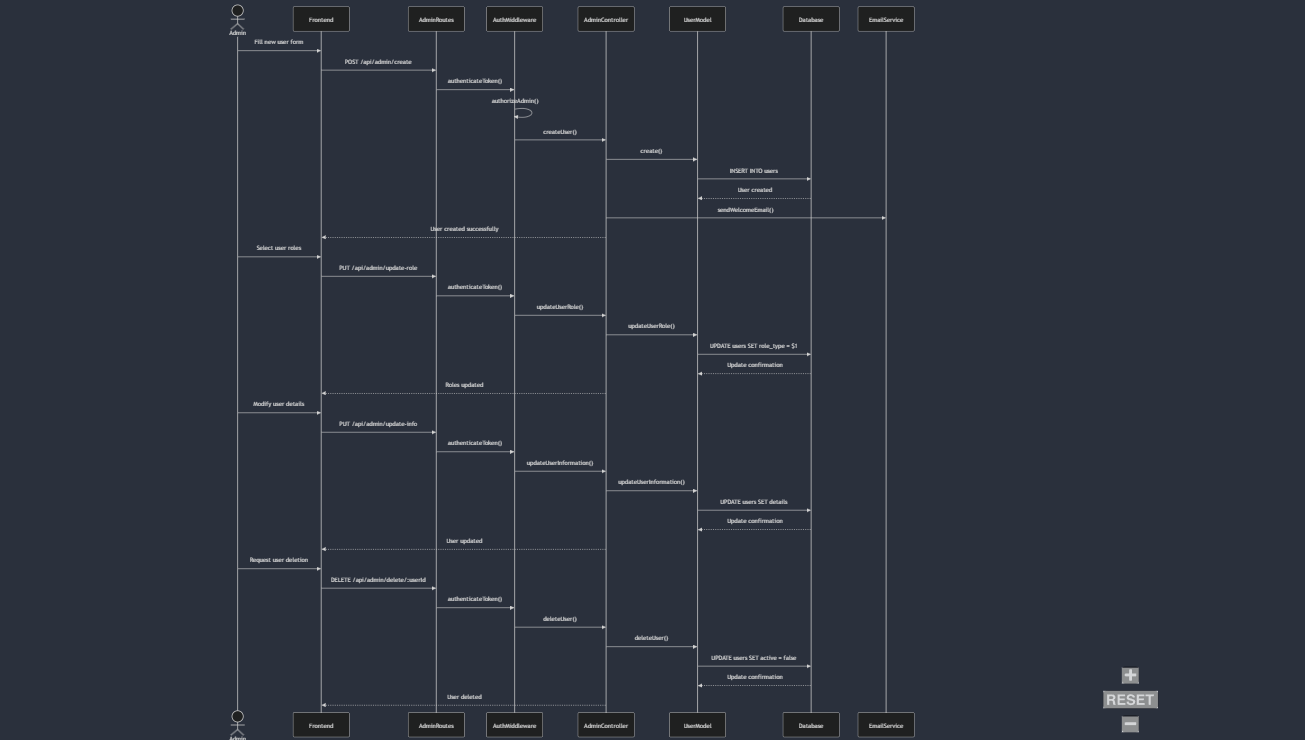 Frontend
AdminRoutes
AuthMiddleware
AdminController
UserModel
Database
EmailService
Admin
Fill new user form
POST /api/admin/create
authenticateToken()
authorizeAdmin()
createUser()
create()
INSERT INTO users
User created
sendWelcomeEmail()
User created successfully
Select user roles
PUT /api/admin/update-role
authenticateToken()
updateUserRole()
updateUserRole()
UPDATE users SET role_type = $1
Update confirmation
Roles updated
Modify user details
PUT /api/admin/update-info
authenticateToken()
updateUserInformation()
updateUserInformation()
UPDATE users SET details
Update confirmation
User updated
Request user deletion
DELETE /api/admin/delete/:userId
authenticateToken()
deleteUser()
deleteUser()
UPDATE users SET active = false
Update confirmation
User deleted
RESET
Frontend
AdminRoutes
AuthMiddleware
AdminController
UserModel
Database
EmailService
Admin